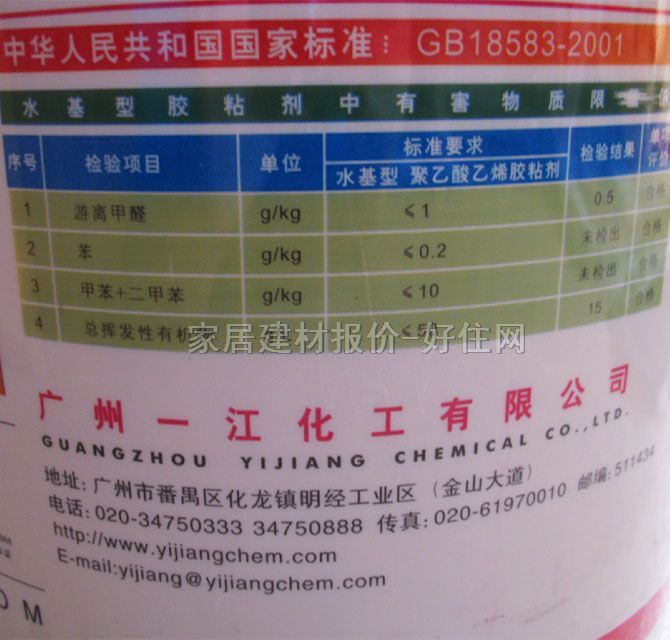 中华人民共和国国家标准：GB18583-2001
水基型胶粘剂中有害物质限量
序号 检验项目 单位 标准要求 检验结果
水基型 聚乙酸乙烯胶粘剂
1 游离甲醛 g/kg ≤1 0.5 合格
2 苯 g/kg ≤0.2 未检出 合格
3 甲苯+二甲苯 g/kg ≤10 未检出 合格
4 总挥发性有机 15 合格
家居建材报价-好住网
广州一江化工有限公司
GUANGZHOU YIJIANG CHEMICAL CO.,LTD.
地址:广州市番禺区化龙镇明经工业区（金山大道） 邮编:511434
电话:020-34750333 34750888 传真:020-61970010
http://www.yijiangchem.com
E-mail:yijiang@yijiangchem.com
OM